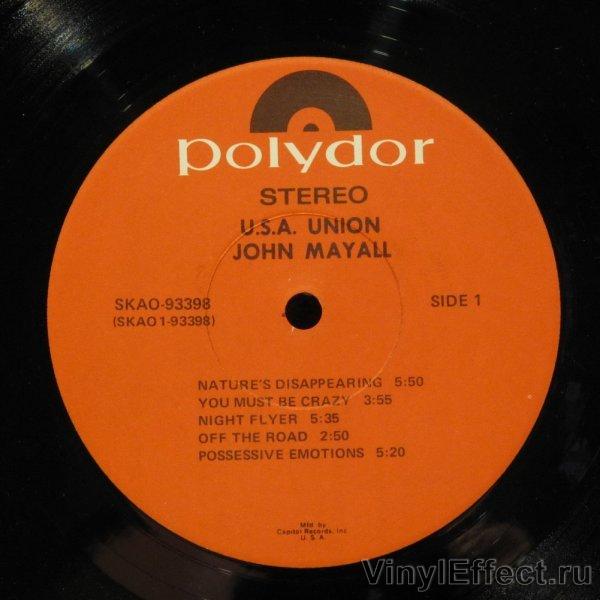 polydor
STEREO
U.S.A. UNION
JOHN MAYALL
SKAO-93398 SIDE 1
(SKAO 1-93398)
NATURE'S DISAPPEARING 5:50
YOU MUST BE CRAZY 3:55
NIGHT FLYER 5:35
OFF THE ROAD 2:50
POSSESSIVE EMOTIONS 5:20
Mfd by
Capitol Records, Inc
U. S. A.
VinylEffect.ru